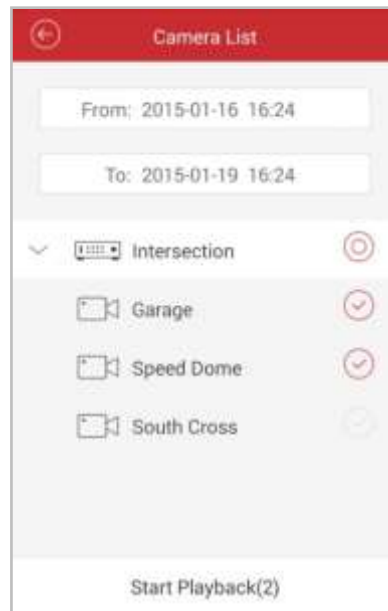 Camera List
From: 2015-01-16 16:24
To: 2015-01-19 16:24
Intersection
Garage
Speed Dome
South Cross
Start Playback(2)